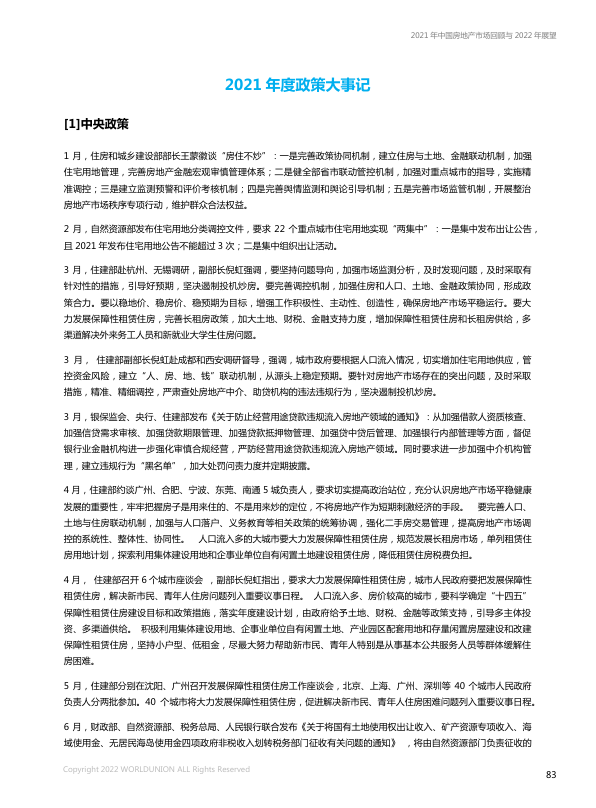 2021 年中国房地产市场回顾与 2022 年展望
2021 年度政策大事记
[1]中央政策
1 月，住房和城乡建设部部长王蒙徽谈“房住不炒”：一是完善政策协同机制，建立住房与土地、金融联动机制，加强
住宅用地管理，完善房地产金融宏观审慎管理体系；二是健全部省市联动管控机制，加强对重点城市的指导，实施精
准调控；三是建立监测预警和评价考核机制；四是完善舆情监测和舆论引导机制；五是完善市场监管机制，开展整治
房地产市场秩序专项行动，维护群众合法权益。
2 月，自然资源部发布住宅用地分类调控文件，要求 22 个重点城市住宅用地实现“两集中”：一是集中发布出让公告，
且 2021 年发布住宅用地公告不能超过 3 次；二是集中组织出让活动。
3 月，住建部赴杭州、无锡调研，副部长倪虹强调，要坚持问题导向，加强市场监测分析，及时发现问题，及时采取有
针对性的措施，引导好预期，坚决遏制投机炒房。要完善调控机制，加强住房和人口、土地、金融政策协同，形成政
策合力。要以稳地价、稳房价、稳预期为目标，增强工作积极性、主动性、创造性，确保房地产市场平稳运行。要大
力发展保障性租赁住房，完善长租房政策，加大土地、财税、金融支持力度，增加保障性租赁住房和长租房供给，多
渠道解决外来务工人员和新就业大学生住房问题。
3 月， 住建部副部长倪虹赴成都和西安调研督导，强调，城市政府要根据人口流入情况，切实增加住宅用地供应，管
控资金风险，建立“人、房、地、钱”联动机制，从源头上稳定预期。要针对房地产市场存在的突出问题，及时采取
措施，精准、精细调控，严肃查处房地产中介、助贷机构的违法违规行为，坚决遏制投机炒房。
3 月，银保监会、央行、住建部发布《关于防止经营用途贷款违规流入房地产领域的通知》：从加强借款人资质核查、
加强信贷需求审核、加强贷款期限管理、加强贷款抵押物管理、加强贷中贷后管理、加强银行内部管理等方面，督促
银行业金融机构进一步强化审慎合规经营，严防经营用途贷款违规流入房地产领域。同时要求进一步加强中介机构管
理，建立违规行为“黑名单”，加大处罚问责力度并定期披露。
4 月，住建部约谈广州、合肥、宁波、东莞、南通 5 城负责人，要求切实提高政治站位，充分认识房地产市场平稳健康
发展的重要性，牢牢把握房子是用来住的、不是用来炒的定位，不将房地产作为短期刺激经济的手段。 要完善人口、
土地与住房联动机制，加强与人口落户、义务教育等相关政策的统筹协调，强化二手房交易管理，提高房地产市场调
控的系统性、整体性、协同性。 人口流入多的大城市要大力发展保障性租赁住房，规范发展长租房市场，单列租赁住
房用地计划，探索利用集体建设用地和企事业单位自有闲置土地建设租赁住房，降低租赁住房税费负担。
4 月， 住建部召开 6 个城市座谈会 ，副部长倪虹指出，要求大力发展保障性租赁住房，城市人民政府要把发展保障性
租赁住房，解决新市民、青年人住房问题列入重要议事日程。 人口流入多、房价较高的城市，要科学确定“十四五”
保障性租赁住房建设目标和政策措施，落实年度建设计划，由政府给予土地、财税、金融等政策支持，引导多主体投
资、多渠道供给。 积极利用集体建设用地、企事业单位自有闲置土地、产业园区配套用地和存量闲置房屋建设和改建
保障性租赁住房，坚持小户型、低租金，尽最大努力帮助新市民、青年人特别是从事基本公共服务人员等群体缓解住
房困难。
5 月，住建部分别在沈阳、广州召开发展保障性租赁住房工作座谈会，北京、上海、广州、深圳等 40 个城市人民政府
负责人分两批参加。40 个城市将大力发展保障性租赁住房，促进解决新市民、青年人住房困难问题列入重要议事日程。
6 月，财政部、自然资源部、税务总局、人民银行联合发布《关于将国有土地使用权出让收入、矿产资源专项收入、海
域使用金、无居民海岛使用金四项政府非税收入划转税务部门征收有关问题的通知》 ，将由自然资源部门负责征收的
Copyright 2022 WORLDUNION ALL Rights Reserved
83